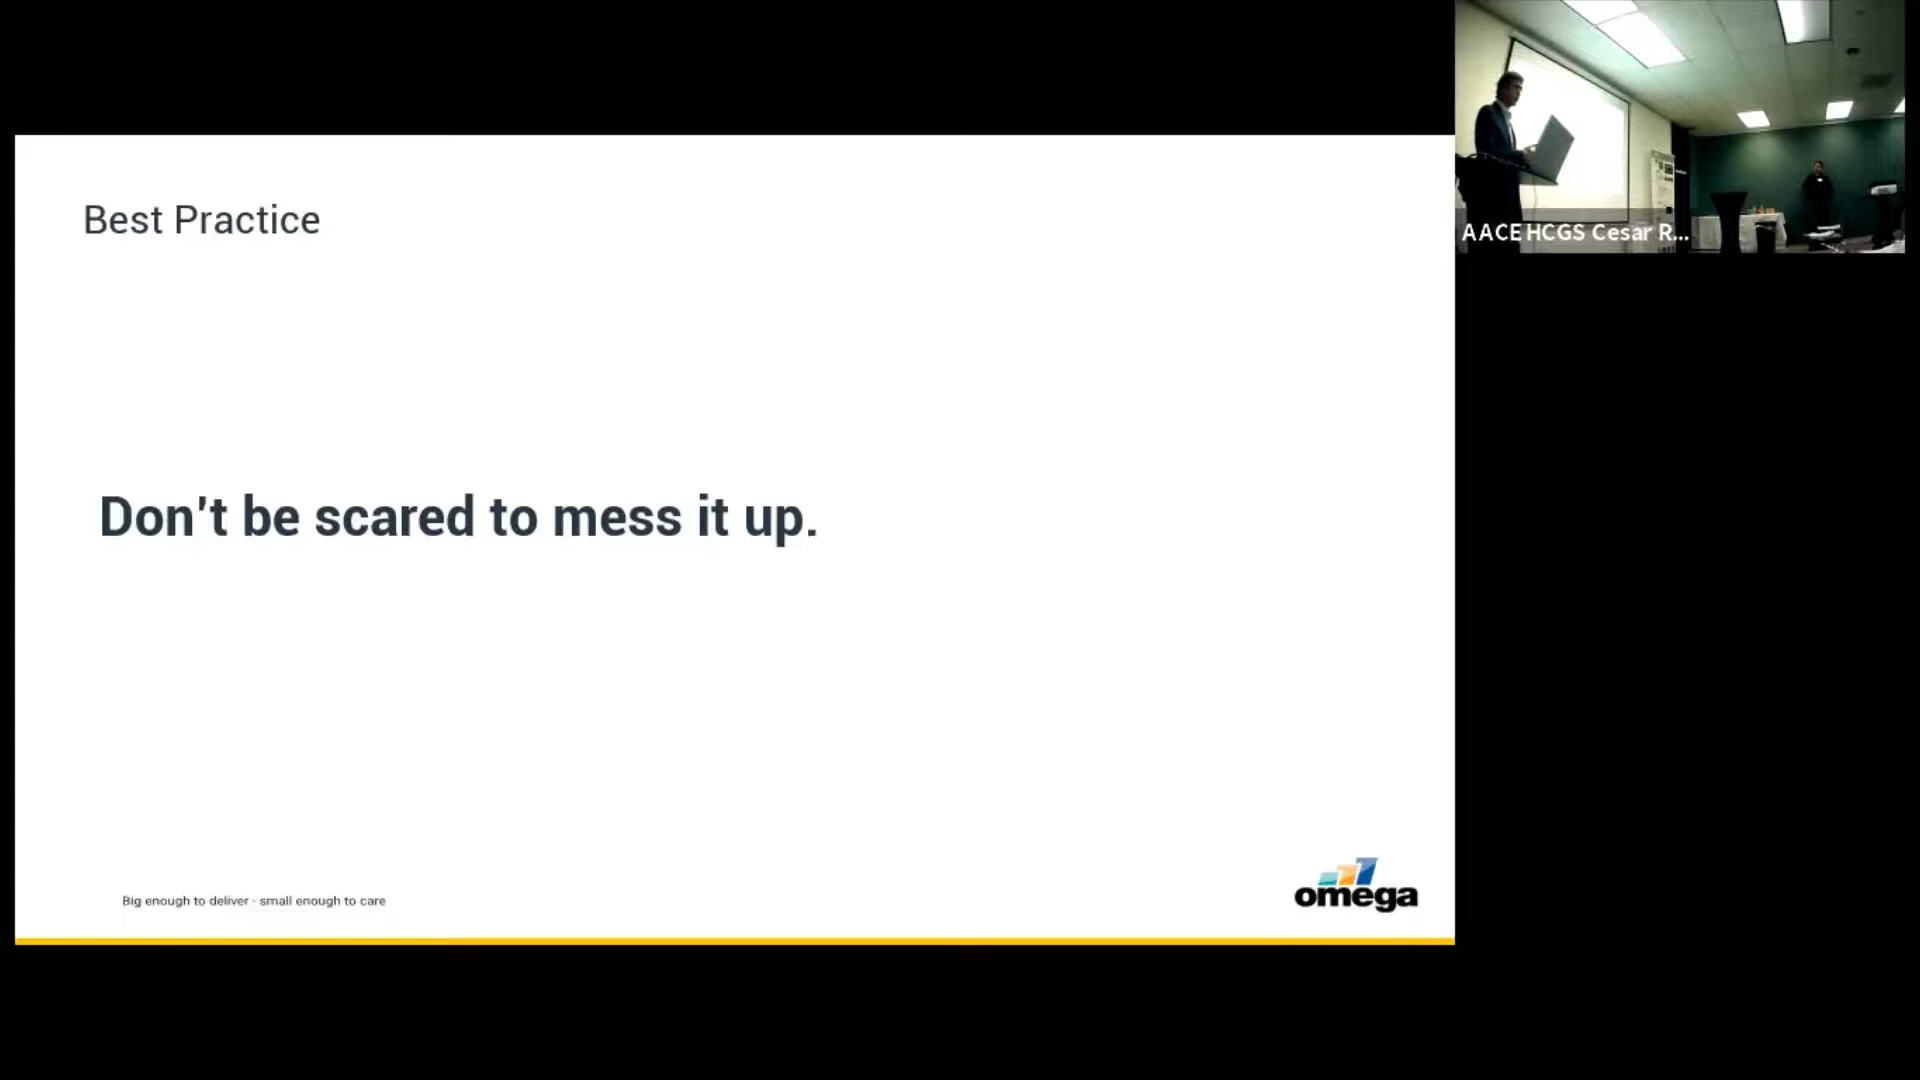 Best Practice
Don't be scared to mess it up.
Big enough to deliver - small enough to care
omega
AACE HCGS Cesar R...